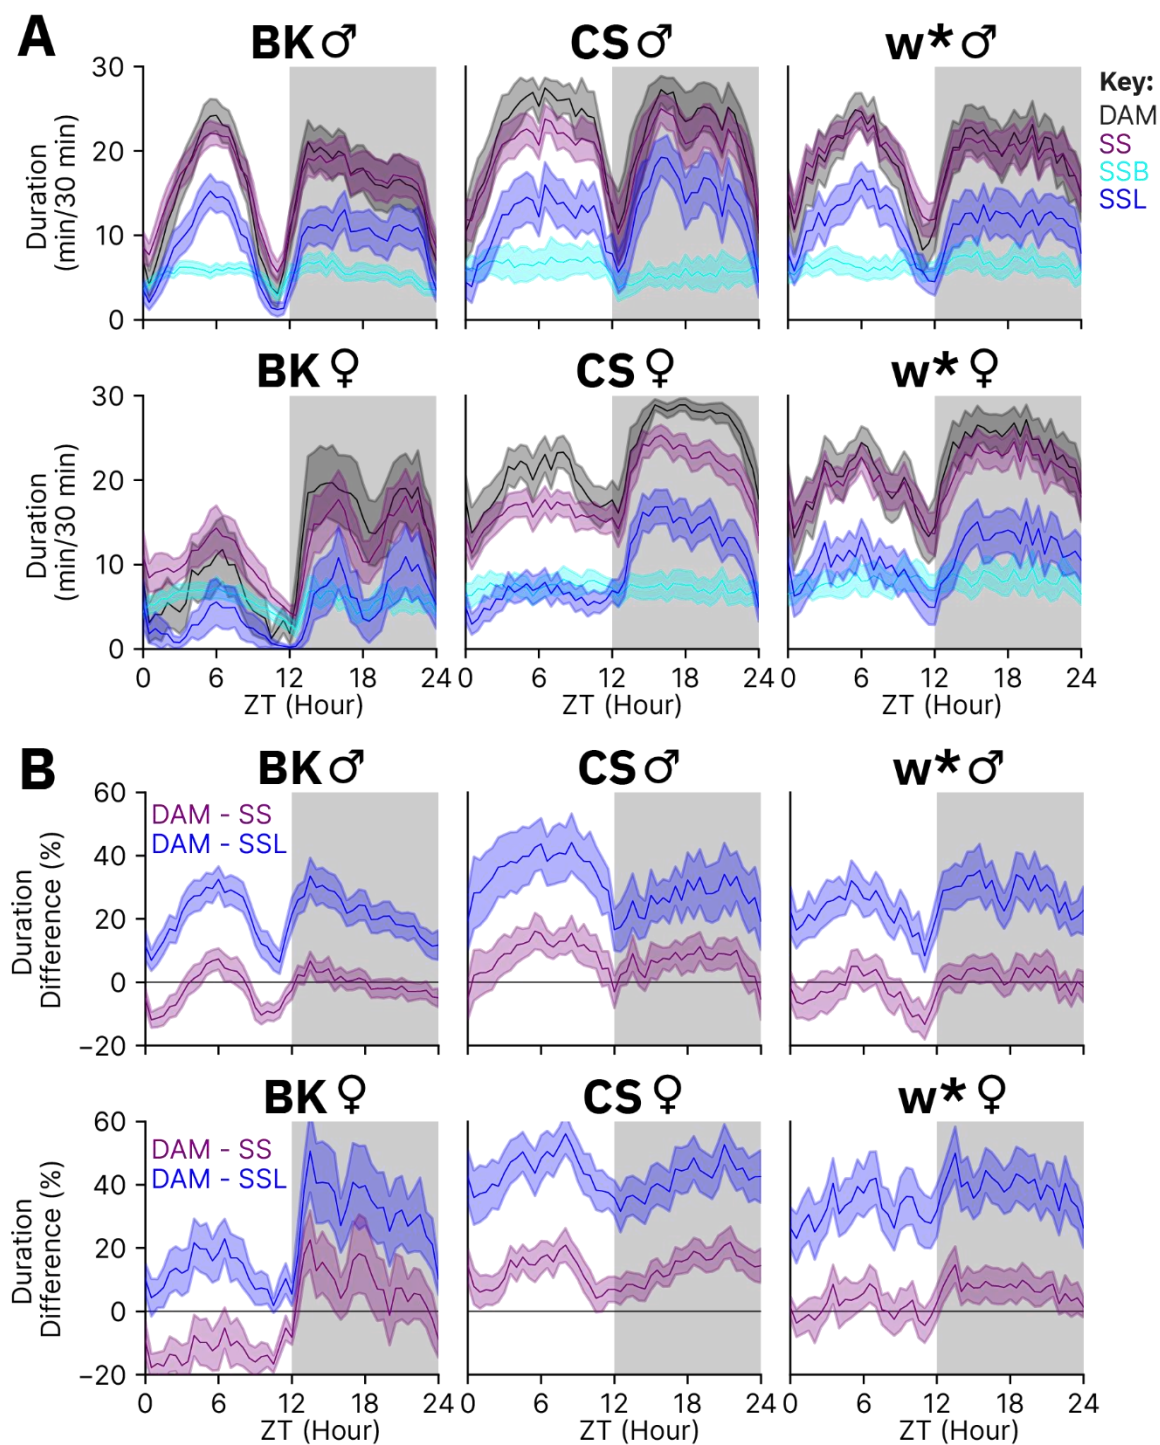 A
BK♂ CS♂ w*♂
Key:
DAM
SS
SSB
SSL
Duration
(min/30 min)
30
20
10
0
BK♀ CS♀ w*♀
Duration
(min/30 min)
30
20
10
0
0 6 12 18 24 0 6 12 18 24 0 6 12 18 24
ZT (Hour) ZT (Hour) ZT (Hour)
B
BK♂ CS♂ w*♂
Duration
Difference (%)
60
40
20
0
−20
DAM - SS
DAM - SSL
BK♀ CS♀ w*♀
Duration
Difference (%)
60
40
20
0
−20
DAM - SS
DAM - SSL
0 6 12 18 24 0 6 12 18 24 0 6 12 18 24
ZT (Hour) ZT (Hour) ZT (Hour)